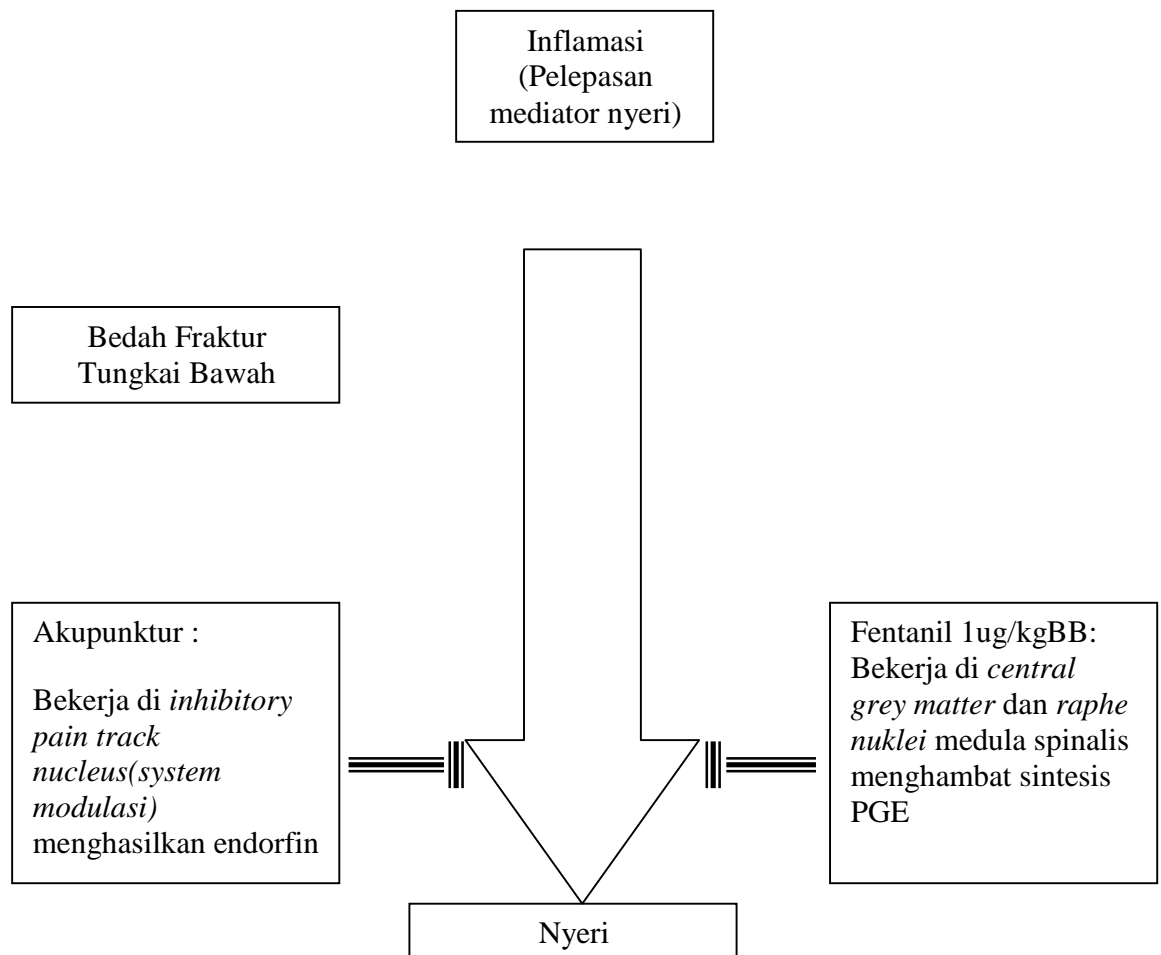 Inflamasi
(Pelepasan
mediator nyeri)
Bedah Fraktur
Tungkai Bawah
Akupunktur :
Bekerja di inhibitory
pain track
nucleus(system
modulasi)
menghasilkan endorfin
Fentanil 1ug/kgBB:
Bekerja di central
grey matter dan raphe
nuklei medula spinalis
menghambat sintesis
PGE
Nyeri